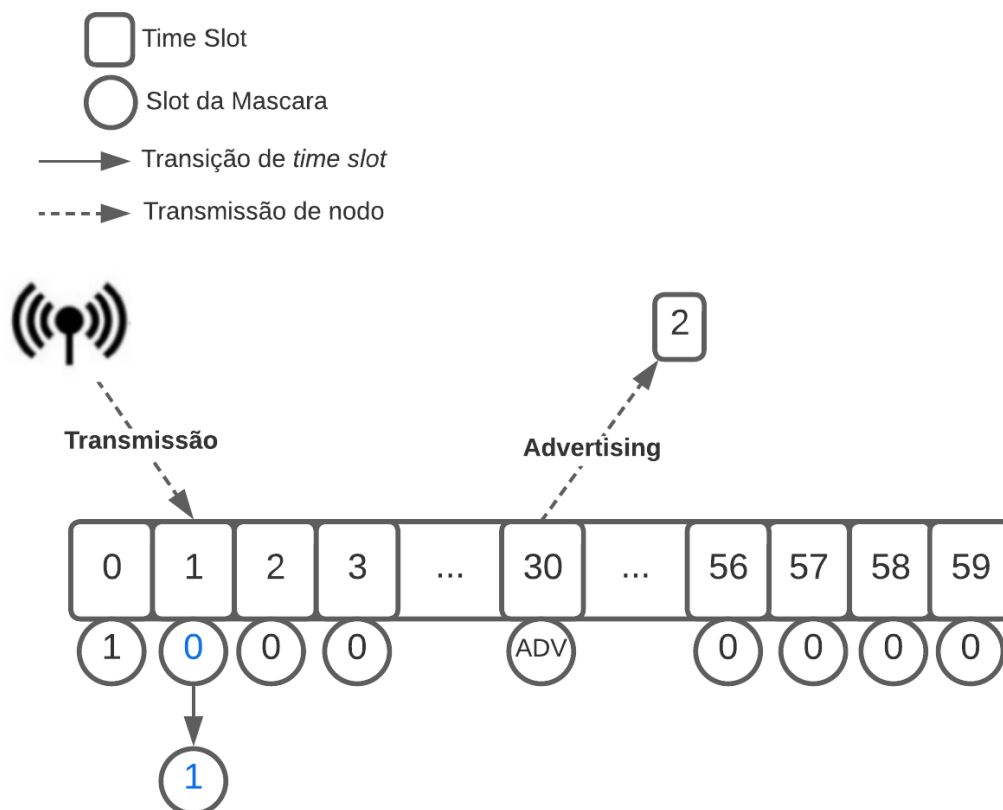 Time Slot
Slot da Mascara
Transição de time slot
Transmissão de nodo
2
Transmissão
Advertising
0 1 2 3 ... 30 ... 56 57 58 59
1 0 0 0 ADV 0 0 0 0
1